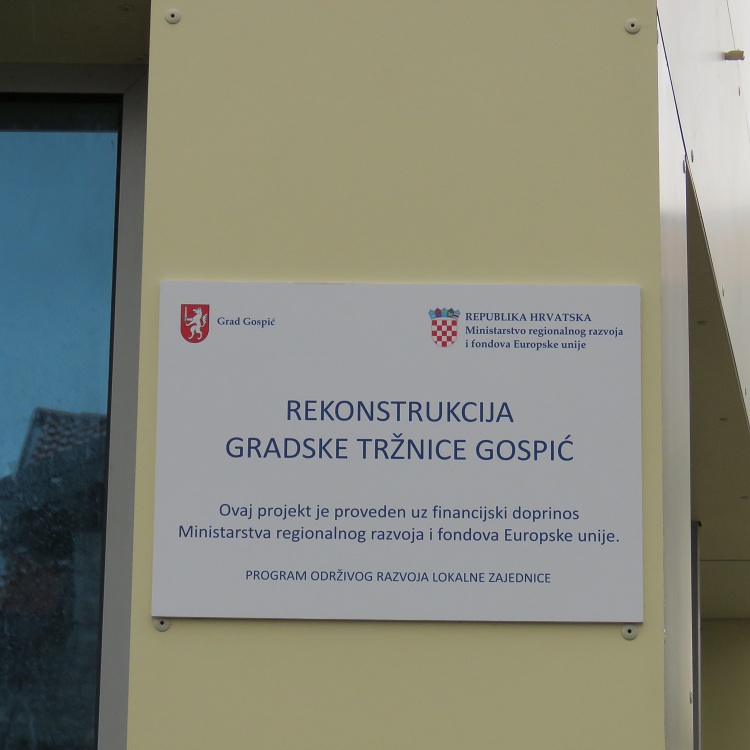 Grad Gospić
REPUBLIKA HRVATSKA
Ministarstvo regionalnog razvoja
i fondova Europske unije
REKONSTRUKCIJA
GRADSKE TRŽNICE GOSPIĆ
Ovaj projekt je proveden uz financijski doprinos
Ministarstva regionalnog razvoja i fondova Europske unije.
PROGRAM ODRŽIVOG RAZVOJA LOKALNE ZAJEDNICE